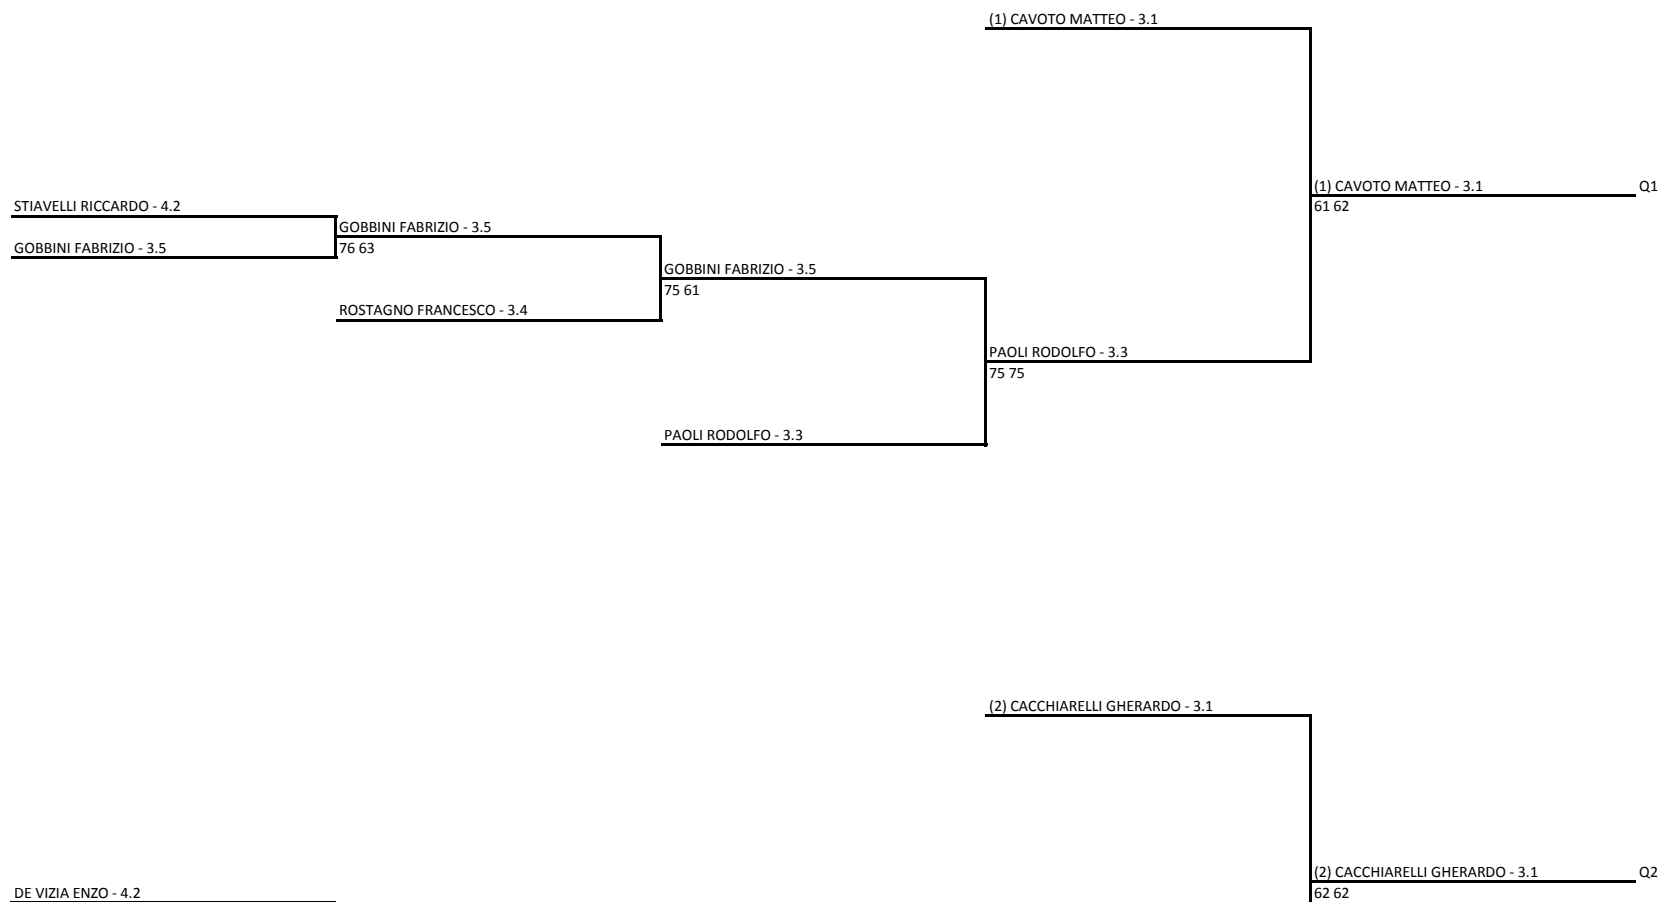 (1) CAVOTO MATTEO - 3.1
(1) CAVOTO MATTEO - 3.1
Q1
STIAVELLI RICCARDO - 4.2
61 62
GOBBINI FABRIZIO - 3.5
GOBBINI FABRIZIO - 3.5
76 63
GOBBINI FABRIZIO - 3.5
75 61
ROSTAGNO FRANCESCO - 3.4
PAOLI RODOLFO - 3.3
75 75
PAOLI RODOLFO - 3.3
(2) CACCHIARELLI GHERARDO - 3.1
(2) CACCHIARELLI GHERARDO - 3.1
Q2
DE VIZIA ENZO - 4.2
62 62